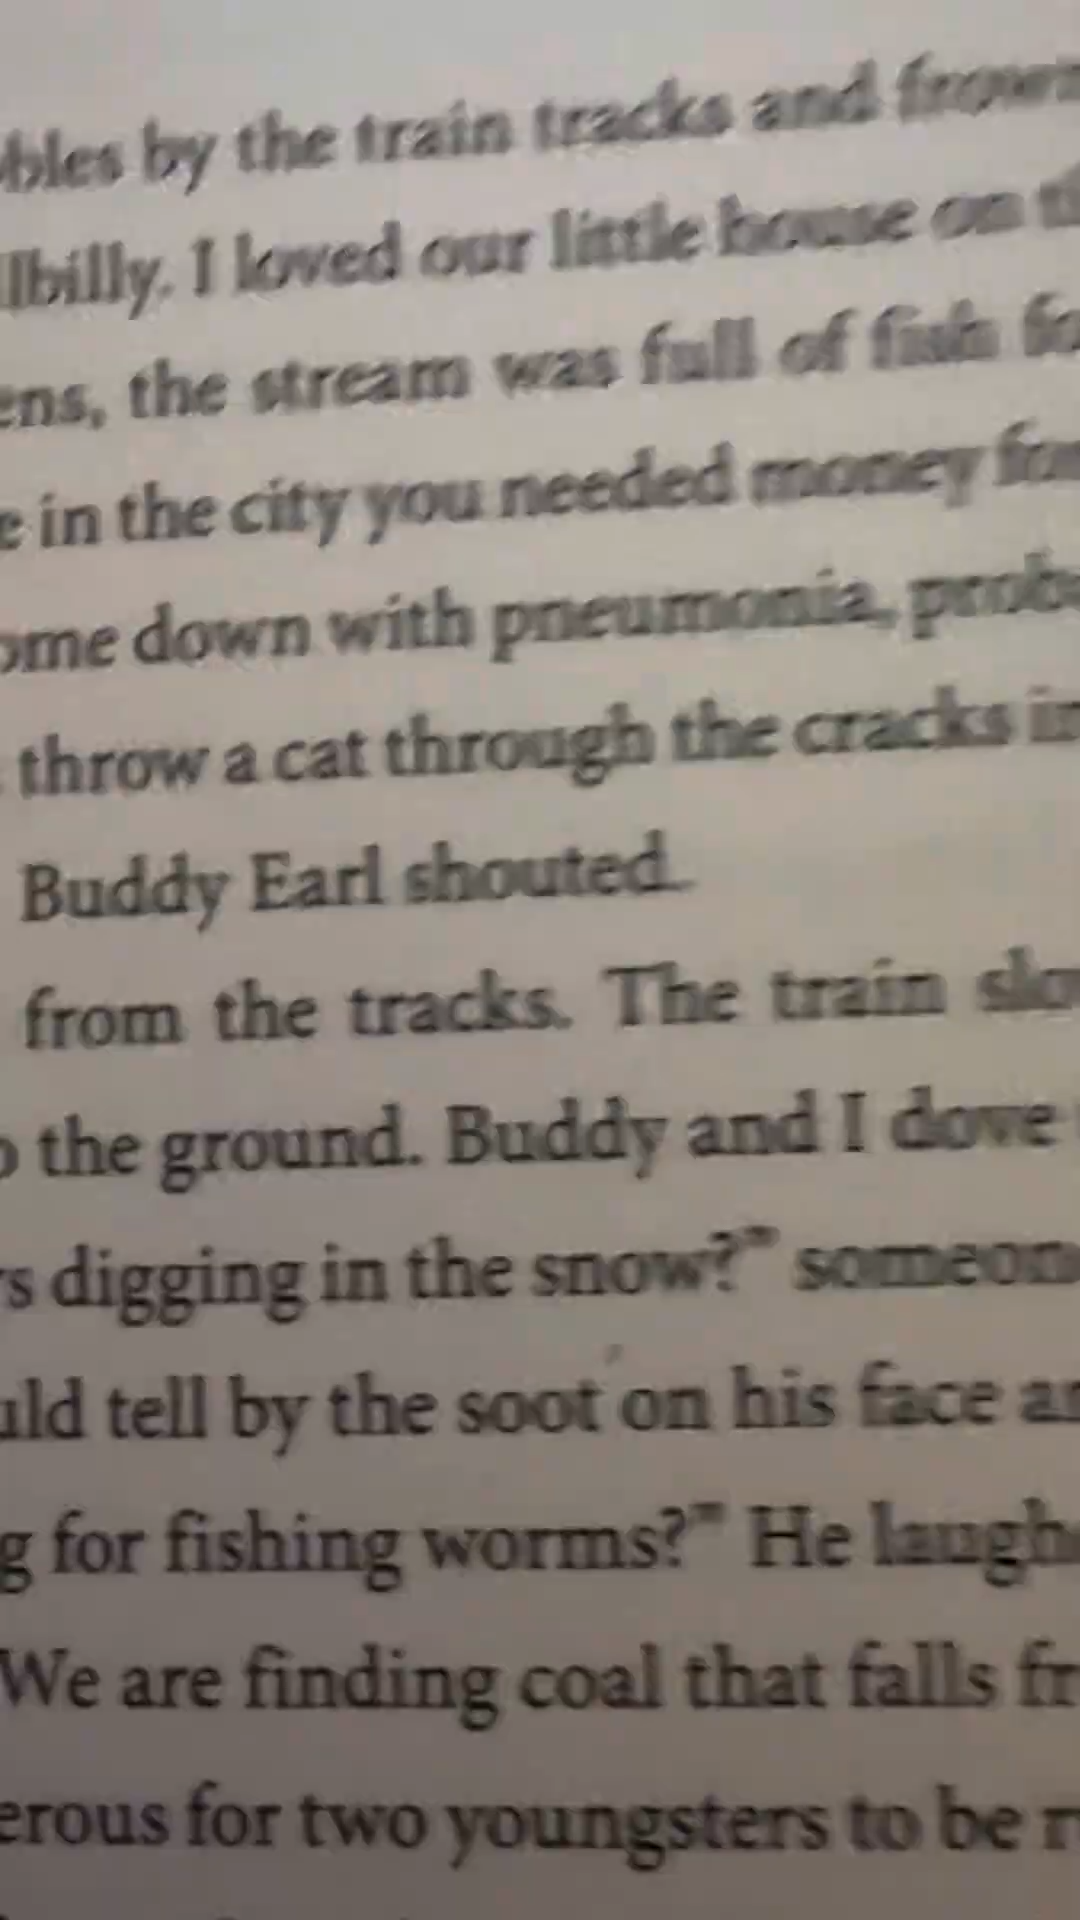 by the train tracks and
I loved our little house on
the stream was full of fish
in the city you needed money
down with pneumonia,
throw a cat through the cracks
Buddy Earl shouted.
from the tracks. The train
the ground. Buddy and I dove
digging in the snow?"
tell by the soot on his face
for fishing worms?" He
We are finding coal that falls
for two youngsters to be